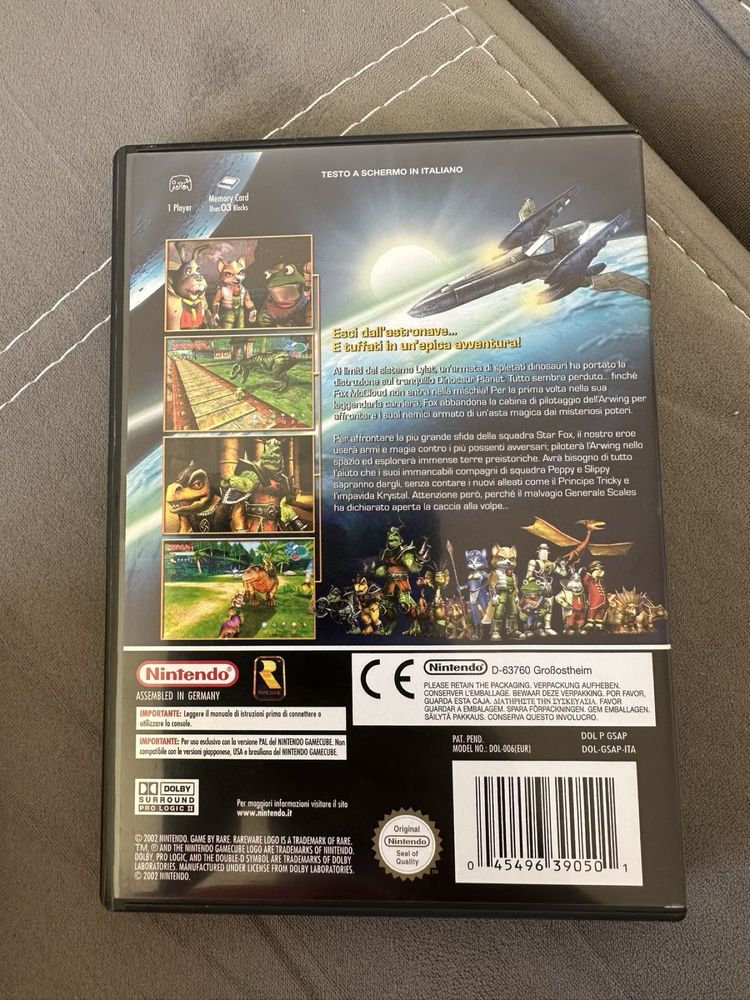 TESTO A SCHERMO IN ITALIANO
1 Player
Memory Card
Uses 03 Blocks
Esci dall'astronave...
E tuffati in un'epica avventura!
Ai limiti del sistema Lylat, un'armata di spietati dinosauri ha portato la
distruzione sul tranquillo Dinosaur Planet. Tutto sembra perduto... finché
Fox McCloud non entra nella mischia! Per la prima volta nella sua
leggendaria carriera, Fox abbandona la cabina di pilotaggio dell'Arwing per
affrontare i suoi nemici armato di un'asta magica dai misteriosi poteri.
Per affrontare la più grande sfida della squadra Star Fox, il nostro eroe
userà armi e magia contro i più possenti avversari; piloterà l'Arwing nello
spazio ed esplorerà immense terre preistoriche. Avrà bisogno di tutto
l'aiuto che i suoi immancabili compagni di squadra Peppy e Slippy
sapranno dargli, senza contare i nuovi alleati come il Principe Tricky e
l'impavida Krystal. Attenzione però, perché il malvagio Generale Scales
ha dichiarato aperta la caccia alla volpe...
Nintendo®
RAREWARE
ASSEMBLED IN GERMANY
IMPORTANTE: Leggere il manuale di istruzioni prima di connettere o
utilizzare la console.
IMPORTANTE: Per uso esclusivo con la versione PAL del NINTENDO GAMECUBE. Non
compatibile con le versioni giapponese, USA e brasiliana del NINTENDO GAMECUBE.
CE
Nintendo D-63760 Großostheim
PLEASE RETAIN THE PACKAGING. VERPACKUNG AUFHEBEN.
CONSERVER L'EMBALLAGE. BEWAAR DEZE VERPAKKING. POR FAVOR,
GUARDA ESTA CAJA. ΔΙΑΤΗΡΗΣΤΕ ΤΗΝ ΣΥΣΚΕΥΑΣΙΑ. FAVOR
GUARDAR A EMBALAGEM. SPARA FÖRPACKNINGEN. GEM EMBALLAGEN.
SÄILYTÄ PAKKAUS. CONSERVA QUESTO INVOLUCRO.
PAT. PEND.
MODEL NO.: DOL-006(EUR)
DOL P GSAP
DOL-GSAP-ITA
DOLBY
SURROUND
PRO LOGIC II
Per maggiori informazioni visitare il sito
www.nintendo.it
© 2002 NINTENDO. GAME BY RARE. RAREWARE LOGO IS A TRADEMARK OF RARE.
TM, ® AND THE NINTENDO GAMECUBE LOGO ARE TRADEMARKS OF NINTENDO.
DOLBY, PRO LOGIC, AND THE DOUBLE-D SYMBOL ARE TRADEMARKS OF DOLBY
LABORATORIES. MANUFACTURED UNDER LICENSE FROM DOLBY LABORATORIES.
© 2002 NINTENDO.
Original
Nintendo
Seal of
Quality
TM
0 45496 39050 1